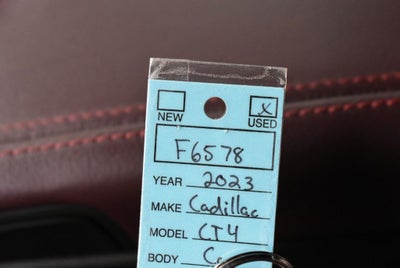 NEW USED
F6578
YEAR 2023
MAKE Cadillac
MODEL CT4
BODY